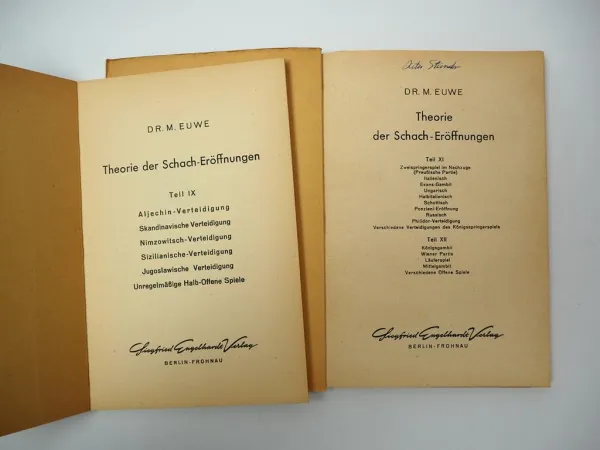 DR. M. EUWE
Theorie der Schach-Eröffnungen
Teil IX
Aljechin-Verteidigung
Skandinavische Verteidigung
Nimzowitsch-Verteidigung
Sizilianische-Verteidigung
Jugoslawische Verteidigung
Unregelmäßige Halb-Offene Spiele
Siegfried Engelhardt Verlag
BERLIN-FROHNAU
DR. M. EUWE
Theorie
der Schach-Eröffnungen
Teil XI
Zweispringerspiel im Nachzuge
(Preußische Partie)
Italienisch
Evans-Gambit
Ungarisch
Halbitalienisch
Schottisch
Ponziani-Eröffnung
Russisch
Philidor-Verteidigung
Verschiedene Verteidigungen des Königsspringerspiels
Teil XII
Königsgambit
Wiener Partie
Läuferspiel
Mittelgambit
Verschiedene Offene Spiele
Siegfried Engelhardt Verlag
BERLIN-FROHNAU